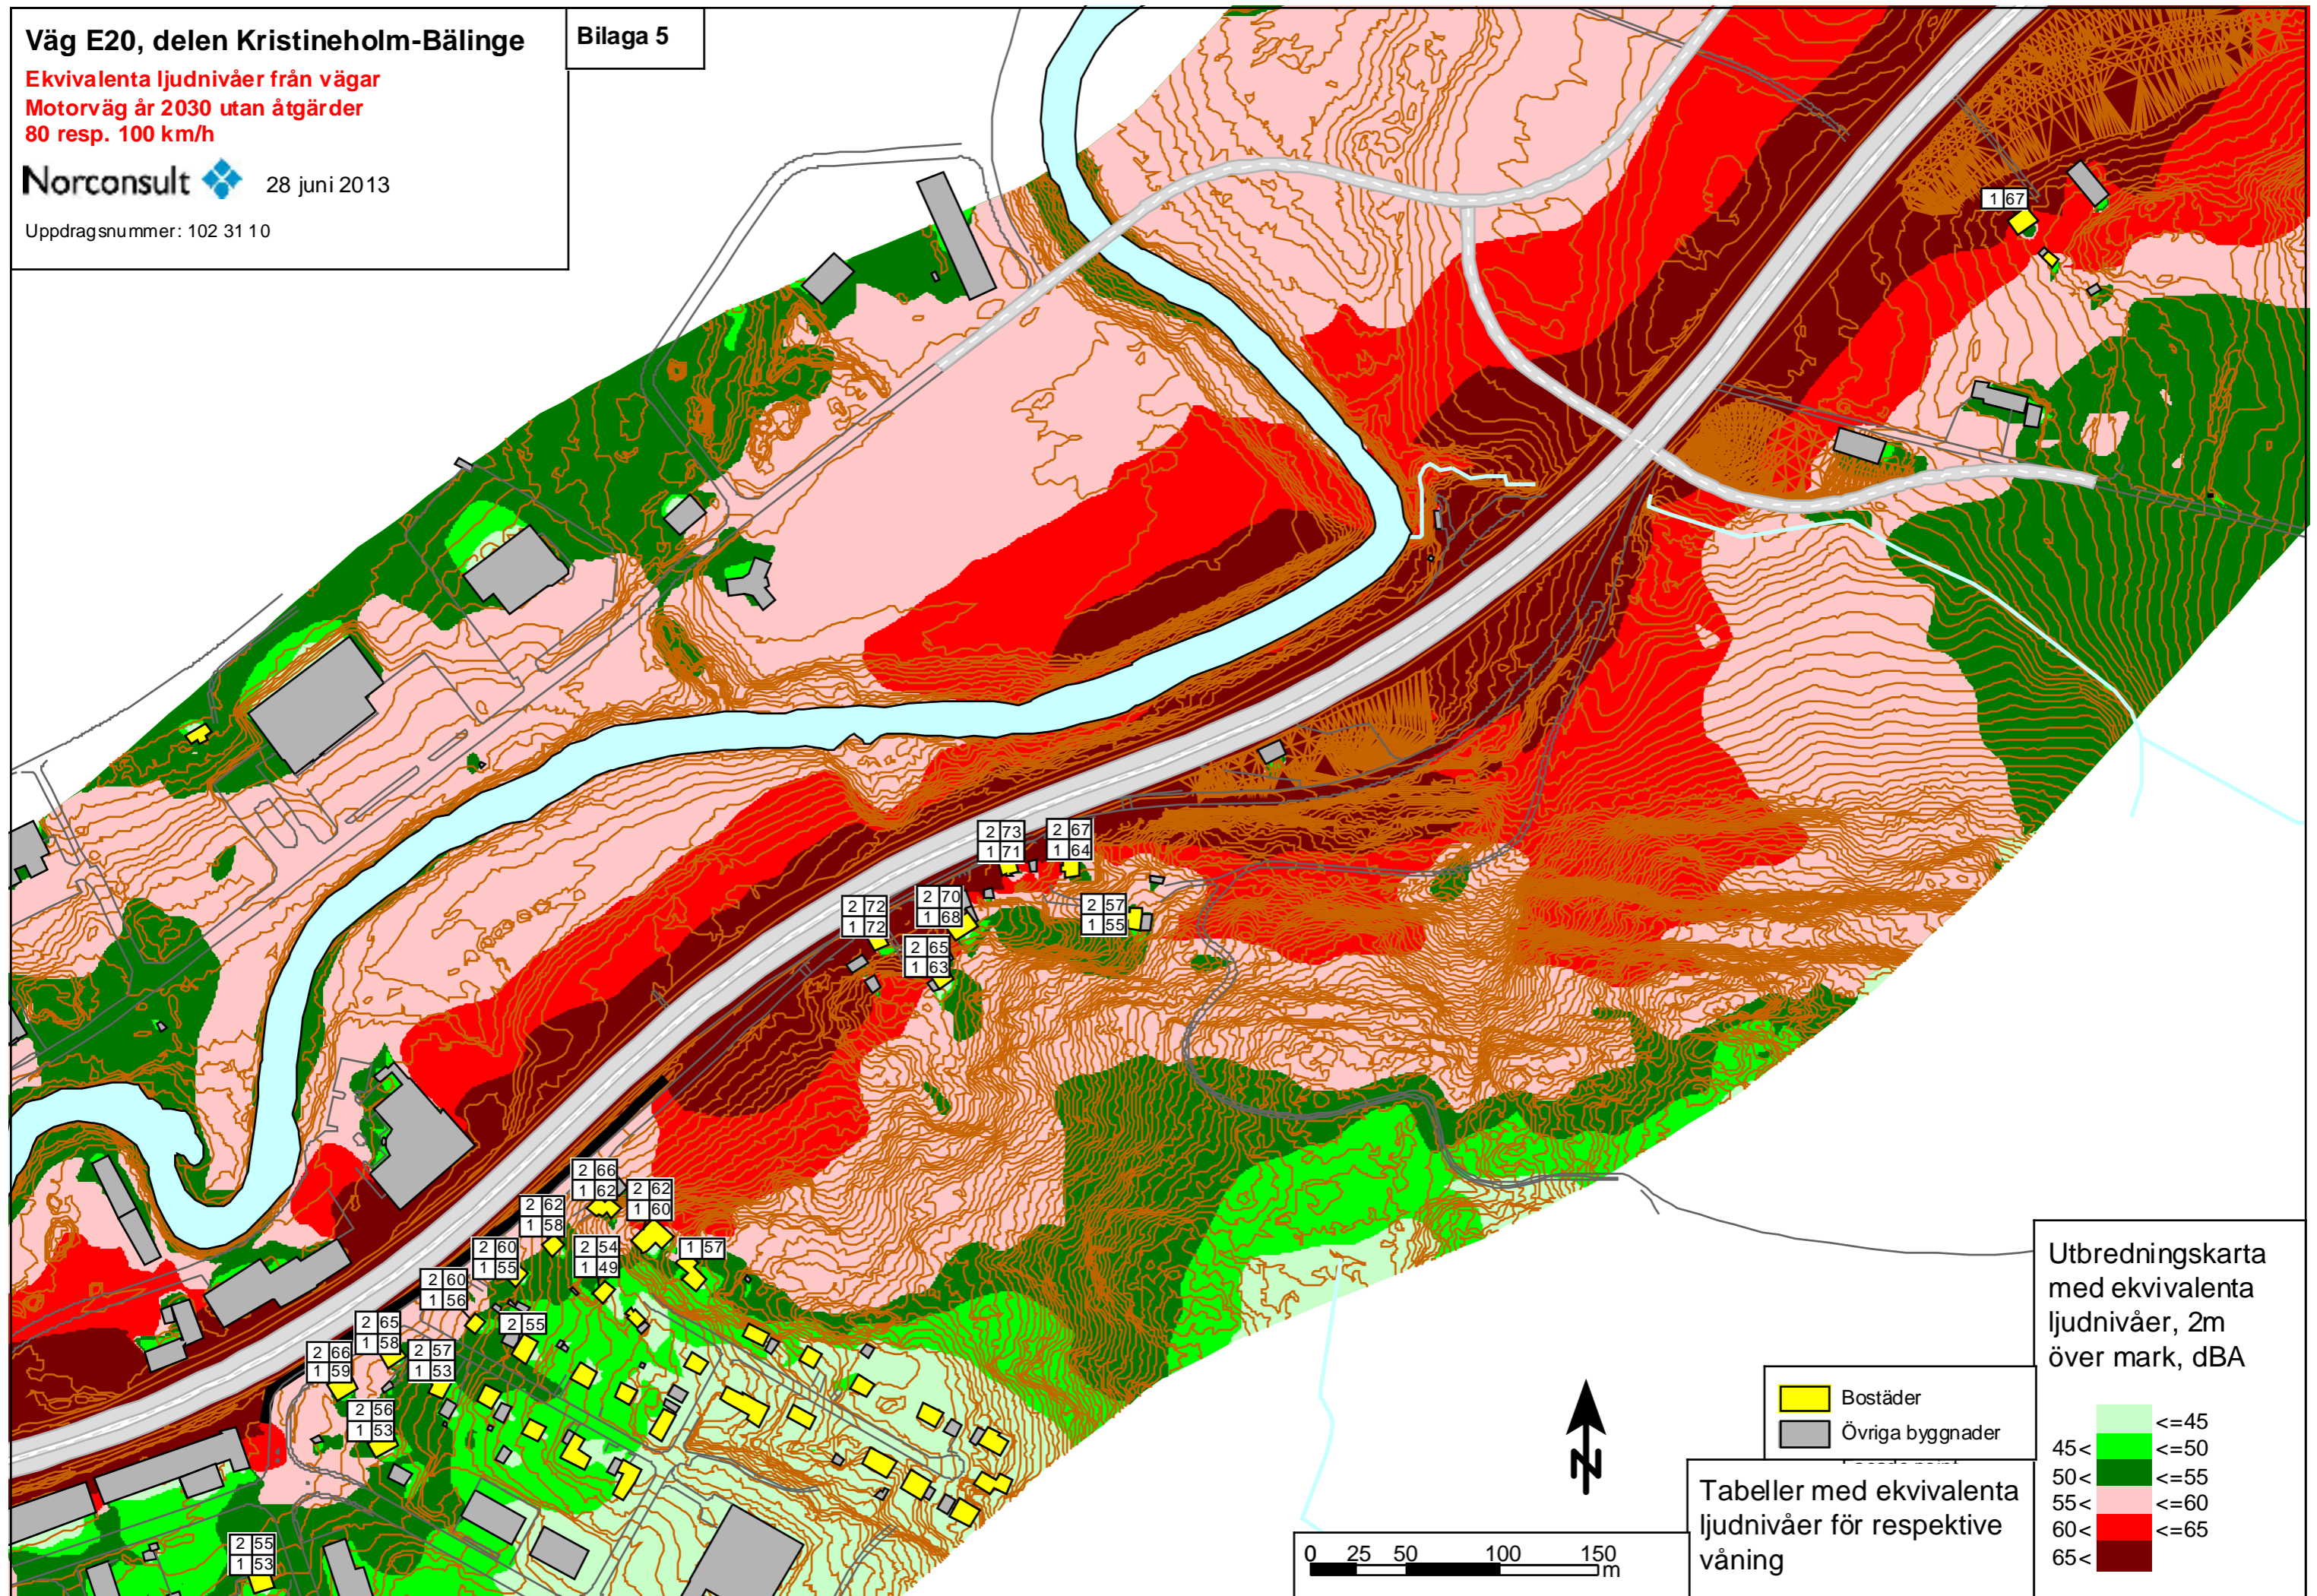 Väg E20, delen Kristineholm-Bälinge
Bilaga 5
Ekvivalenta ljudnivåer från vägar
Motorväg år 2030 utan åtgärder
80 resp. 100 km/h
Norconsult
28 juni 2013
Uppdragsnummer: 102 31 10
1 67
2 73
1 71
2 67
1 64
2 72
1 72
2 70
1 68
2 57
1 55
2 65
1 63
2 66
1 62
2 62
1 60
2 62
1 58
2 60
1 55
2 54
1 49
1 57
2 60
1 56
2 55
2 65
1 58
2 66
1 59
2 57
1 53
2 56
1 53
2 55
1 53
N
0 25 50 100 150
m
Bostäder
Övriga byggnader
Tabeller med ekvivalenta
ljudnivåer för respektive
våning
Utbredningskarta
med ekvivalenta
ljudnivåer, 2m
över mark, dBA
<=45
45< <=50
50< <=55
55< <=60
60< <=65
65<